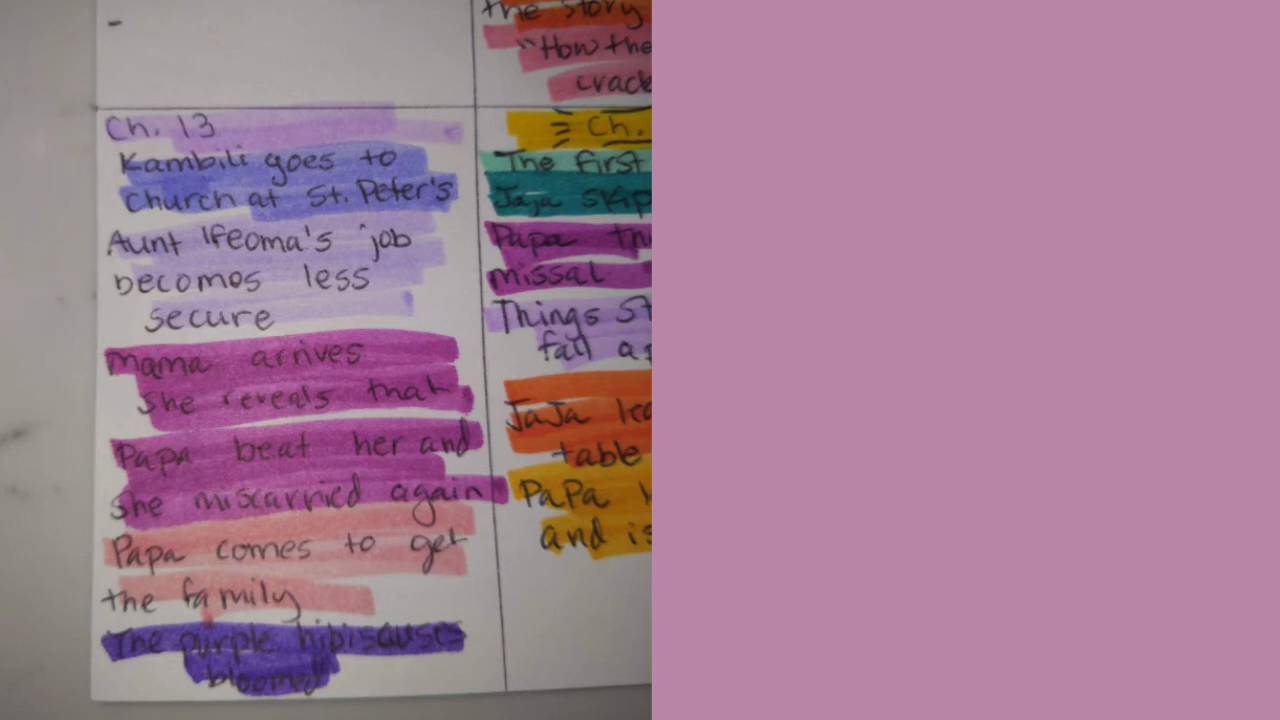 the story
"How the
crack
Ch. 13
Kambili goes to
church at St. Peter's
Aunt Ifeoma's job
becomos less
secure
Mama arrives
She reveals that
Papa beat her and
she miscarried again
Papa comes to get
the family
The purple hibiscuses
bloomed
Ch.
The first
Jaja skip
Papa
missal
Things St
fall
JaJa
table
PaPa
and is